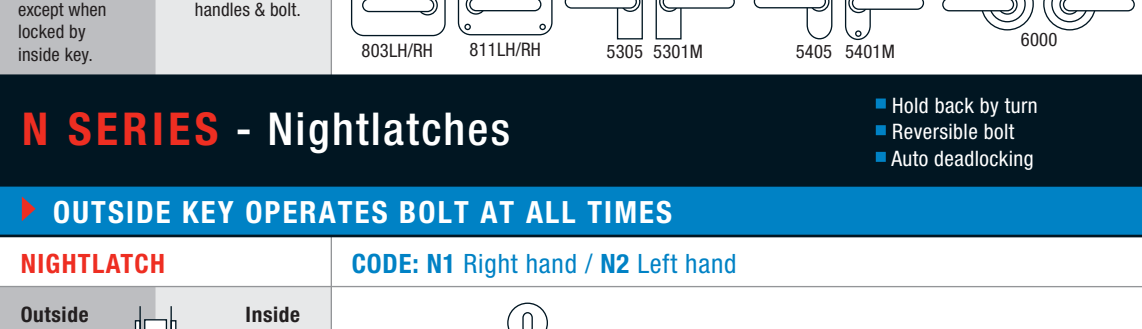 except when
locked by
inside key.
handles & bolt.
803LH/RH
811LH/RH
5305
5301M
5405
5401M
6000
N SERIES - Nightlatches
■ Hold back by turn
■ Reversible bolt
■ Auto deadlocking
OUTSIDE KEY OPERATES BOLT AT ALL TIMES
NIGHTLATCH
CODE: N1 Right hand / N2 Left hand
Outside
Inside